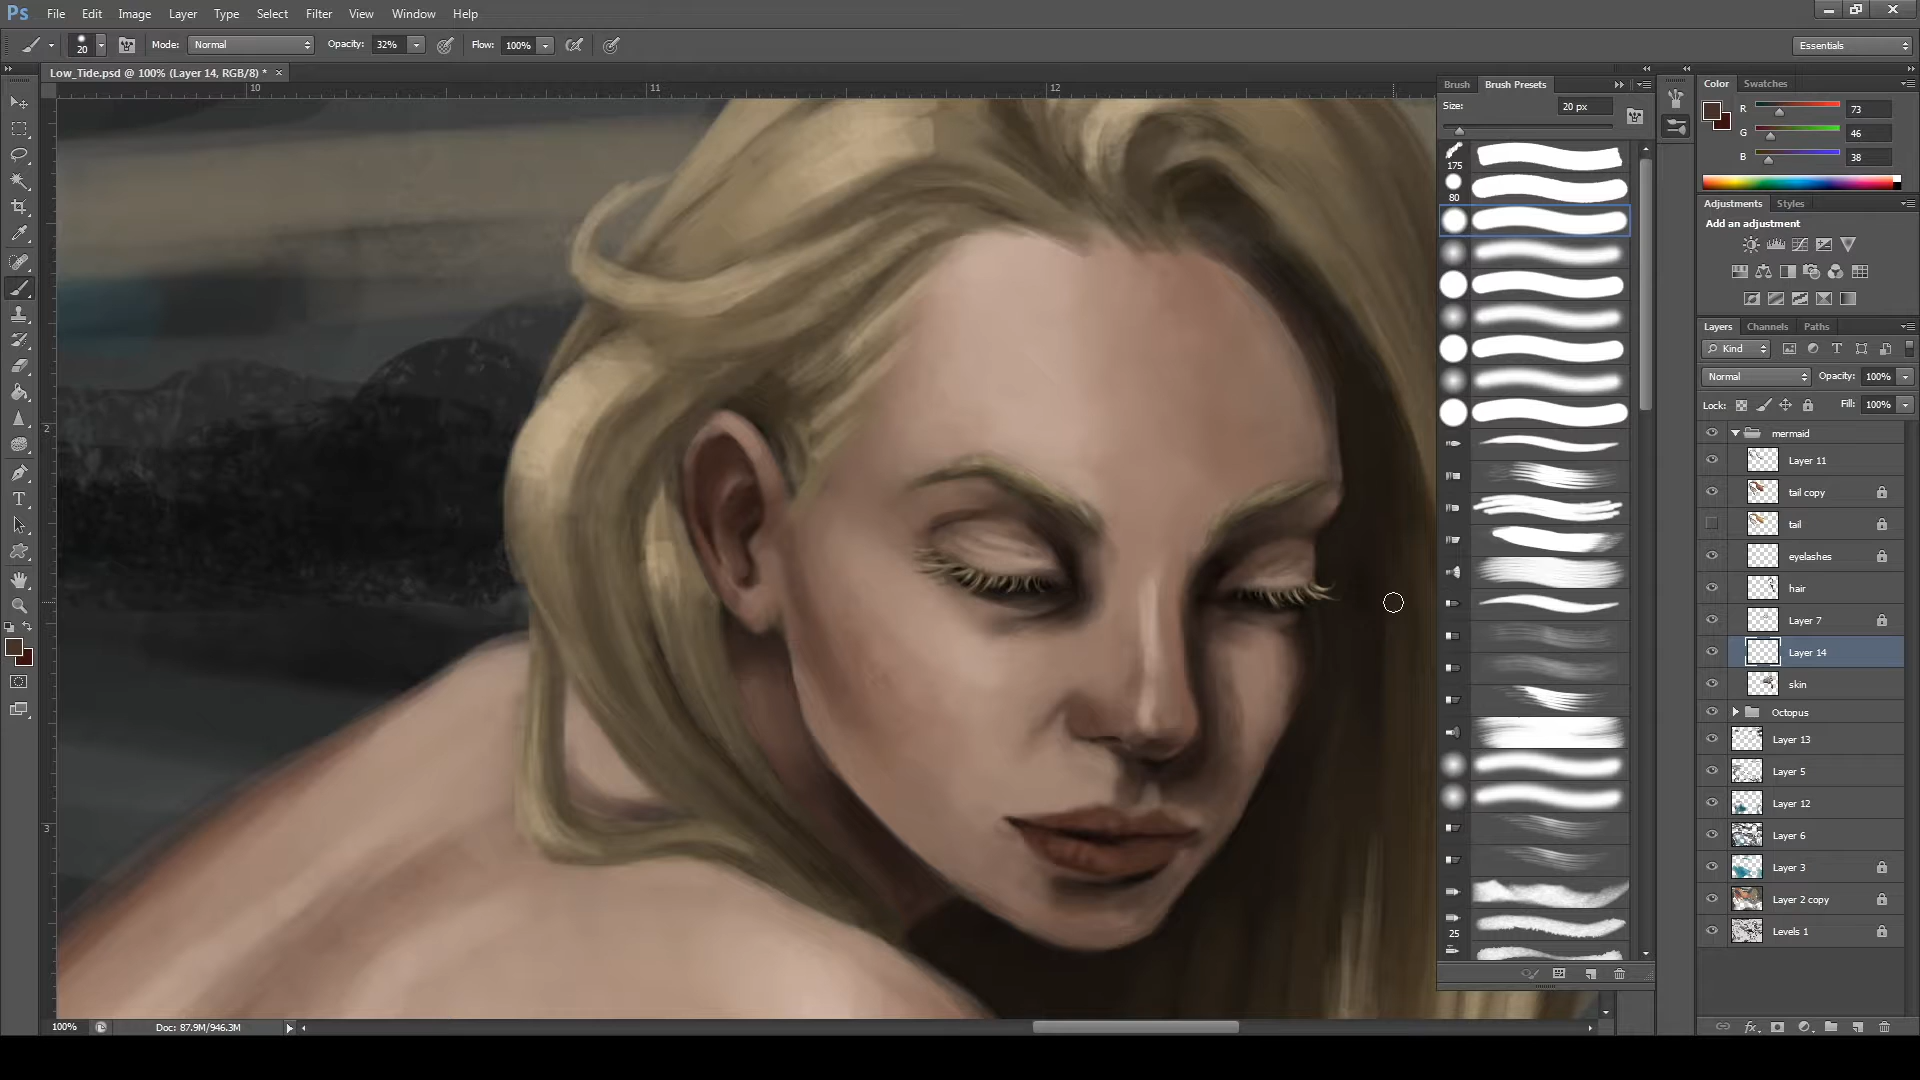 Ps File Edit Image Layer Type Select Filter View Window Help
20 Mode: Normal Opacity: 32% Flow: 100% Essentials
Low_Tide.psd @ 100% (Layer 14, RGB/8) * ×
10 11 12
2
3
Brush Brush Presets
Size: 20 px
175
80
25
Color Swatches
R 73
G 46
B 38
Adjustments Styles
Add an adjustment
Layers Channels Paths
Kind T
Normal Opacity: 100%
Lock: Fill: 100%
mermaid
Layer 11
tail copy
tail
eyelashes
hair
Layer 7
Layer 14
skin
Octopus
Layer 13
Layer 5
Layer 12
Layer 6
Layer 3
Layer 2 copy
Levels 1
fx
100% Doc: 87.9M/946.3M